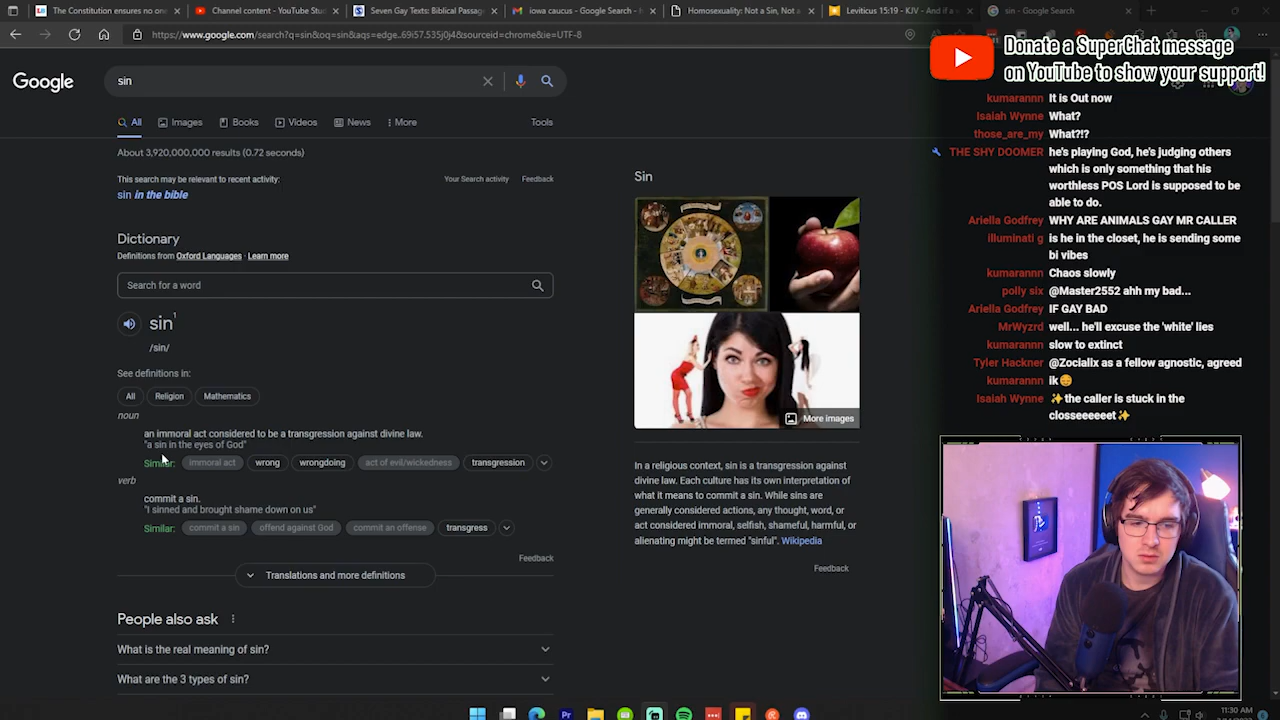 The Constitution ensures no one
Channel content - YouTube Stud
Seven Gay Texts: Biblical Passage
iowa caucus - Google Search -
Homosexuality: Not a Sin, Not a
Leviticus 15:19 - KJV - And if a
sin - Google Search
https://www.google.com/search?q=sin&oq=sin&aqs=edge..69i57.535j0j4&sourceid=chrome&ie=UTF-8
Donate a SuperChat message
on YouTube to show your support!
Google
sin
All
Images
Books
Videos
More
Tools
About 3,920,000,000 results (0.72 seconds)
This search may be relevant to recent activity:
Your Search activity
Feedback
sin in the bible
Dictionary
Definitions from Oxford Languages · Learn more
Search for a word
sin¹
/sin/
See definitions in:
All
Religion
Mathematics
noun
an immoral act considered to be a transgression against divine law.
"a sin in the eyes of God"
Similar:
immoral act
wrong
wrongdoing
act of evil/wickedness
transgression
verb
commit a sin.
"I sinned and brought shame down on us"
Similar:
commit a sin
offend against God
commit an offense
transgress
Feedback
Translations and more definitions
People also ask
What is the real meaning of sin?
What are the 3 types of sin?
Sin
More images
In a religious context, sin is a transgression against
divine law. Each culture has its own interpretation of
what it means to commit a sin. While sins are
generally considered actions, any thought, word, or
act considered immoral, selfish, shameful, harmful, or
alienating might be termed "sinful". Wikipedia
Feedback
kumarannn It is Out now
Isaiah Wynne What?
those_are_my What?!?
THE SHY DOOMER he's playing God, he's judging others
which is only something that his
worthless POS Lord is supposed to be
able to do.
Ariella Godfrey WHY ARE ANIMALS GAY MR CALLER
illuminati g is he in the closet, he is sending some
bi vibes
kumarannn Chaos slowly
polly six @Master2552 ahh my bad...
Ariella Godfrey IF GAY BAD
MrWyzrd well... he'll excuse the 'white' lies
kumarannn slow to extinct
Tyler Hackner @Zocialix as a fellow agnostic, agreed
kumarannn ik😊
Isaiah Wynne ✨the caller is stuck in the
closseeeeeet✨
11:30 AM